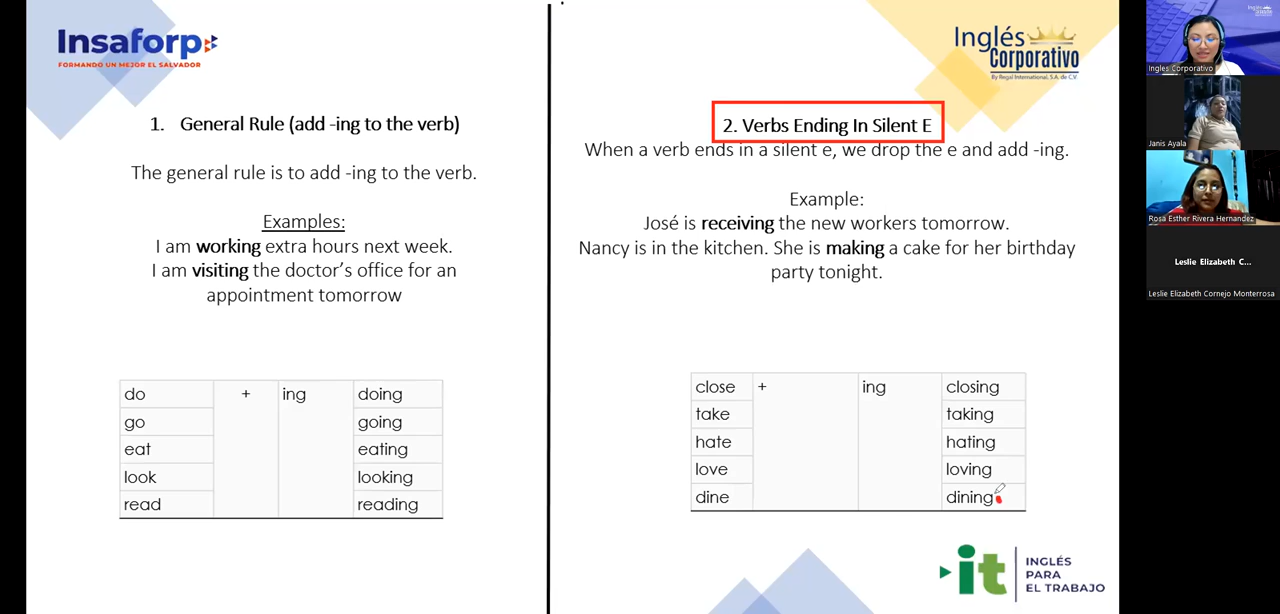 Insaforp
FORMANDO UN MEJOR EL SALVADOR
1. General Rule (add -ing to the verb)
The general rule is to add -ing to the verb.
Examples:
I am working extra hours next week.
I am visiting the doctor's office for an
appointment tomorrow
do + ing doing
go going
eat eating
look looking
read reading
Inglés
Corporativo
By Regal International, S.A. de C.V.
2. Verbs Ending In Silent E
When a verb ends in a silent e, we drop the e and add -ing.
Example:
José is receiving the new workers tomorrow.
Nancy is in the kitchen. She is making a cake for her birthday
party tonight.
close + ing closing
take taking
hate hating
love loving
dine dining
it
INGLÉS
PARA
EL TRABAJO
Ingles Corporativo
Janis Ayala
Rosa Esther Rivera Hernandez
Leslie Elizabeth C...
Leslie Elizabeth Cornejo Monterrosa